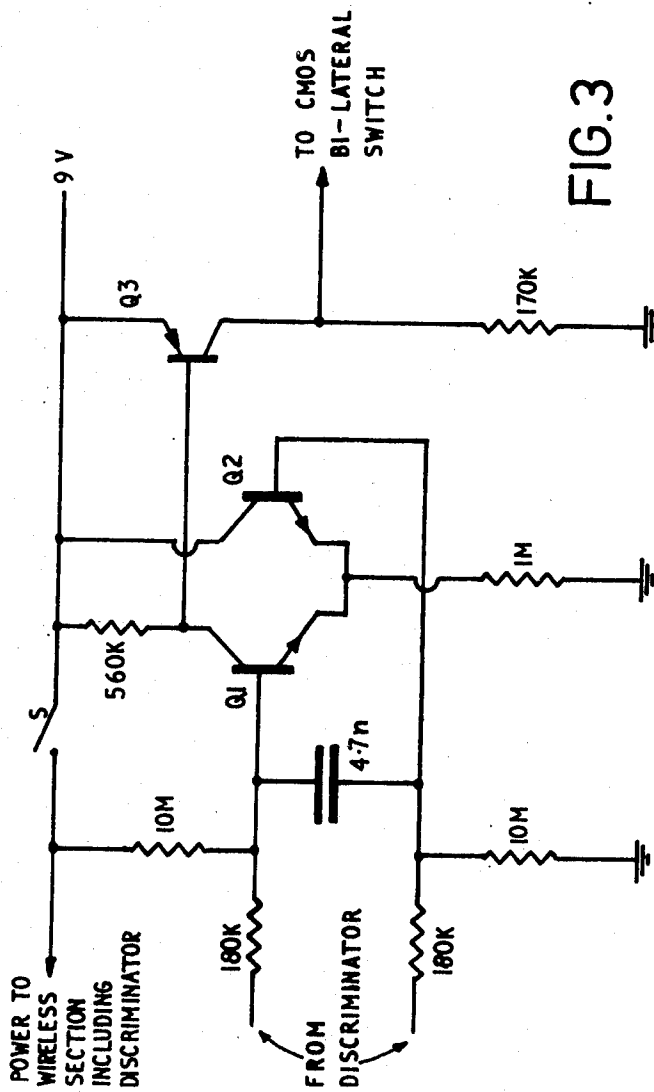 POWER TO
WIRELESS
SECTION
INCLUDING
DISCRIMINATOR
S
9 V
560K
10M
Q3
Q2
Q1
180K
4·7n
TO CMOS
BI-LATERAL
SWITCH
FROM
DISCRIMINATOR
180K
10M
1M
170K
FIG.3